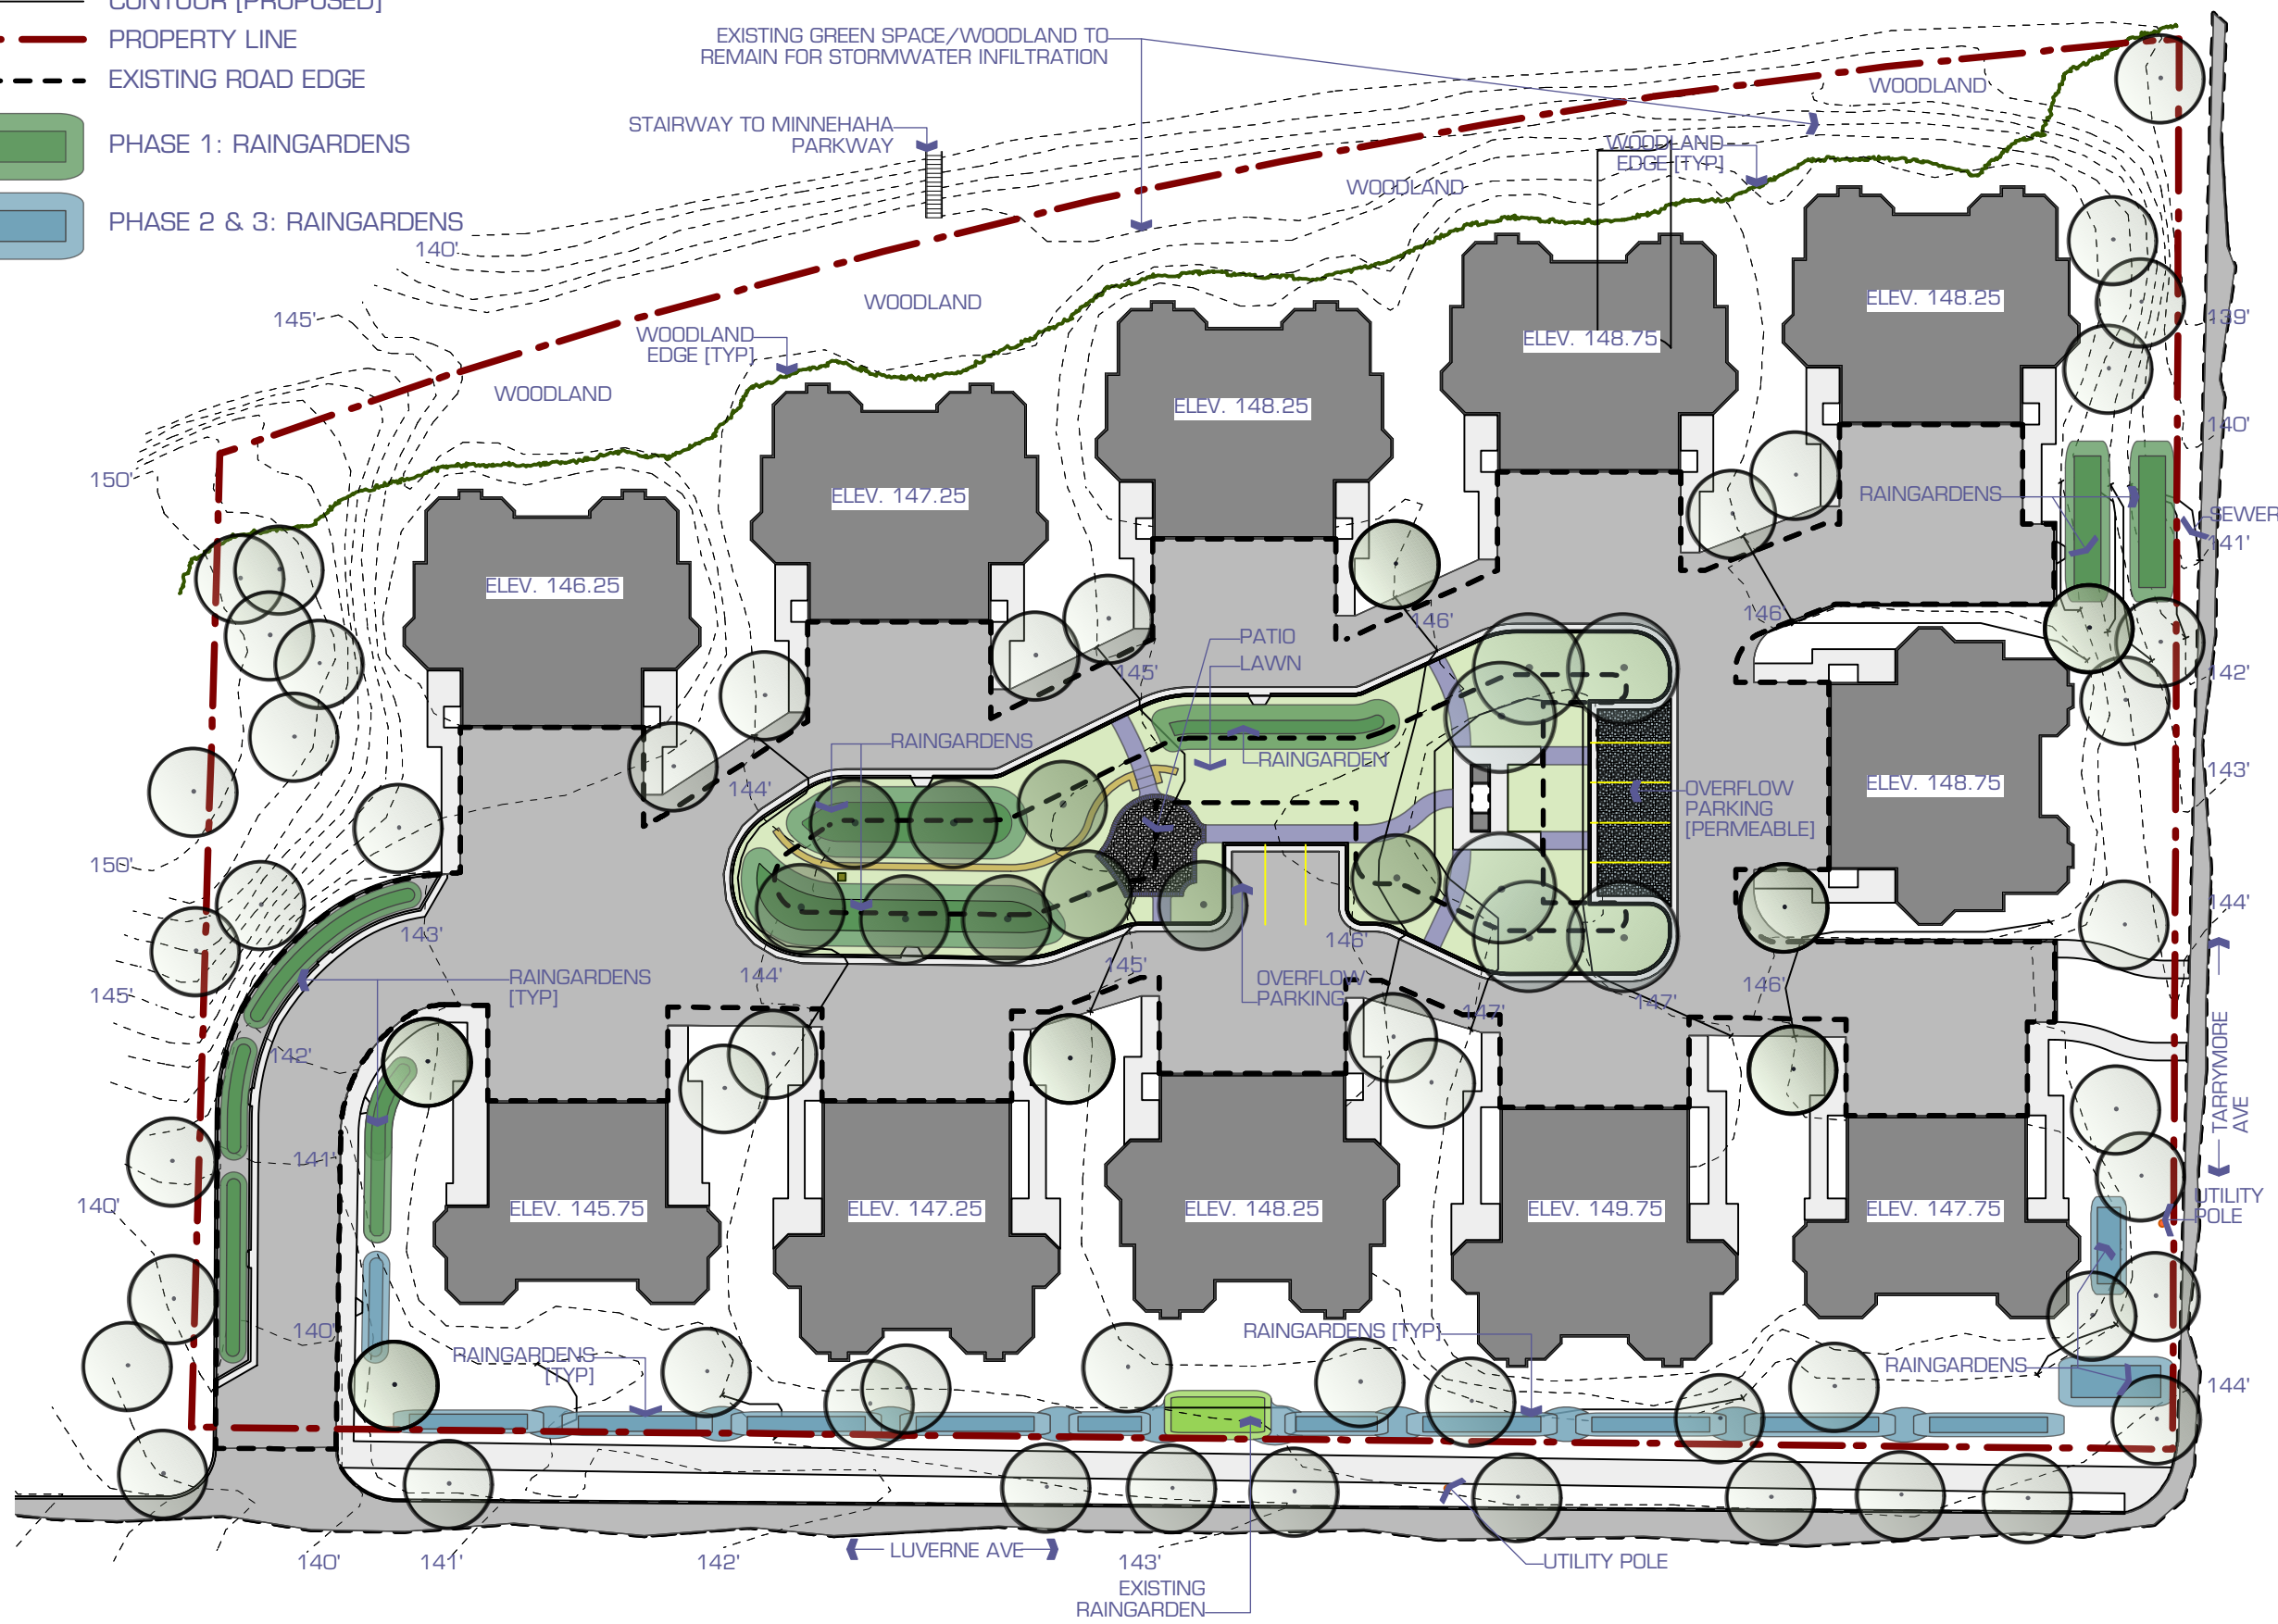 CONTOUR [PROPOSED]
PROPERTY LINE
EXISTING ROAD EDGE
PHASE 1: RAINGARDENS
PHASE 2 & 3: RAINGARDENS
EXISTING GREEN SPACE/WOODLAND TO
REMAIN FOR STORMWATER INFILTRATION
STAIRWAY TO MINNEHAHA
PARKWAY
WOODLAND
WOODLAND
EDGE [TYP]
WOODLAND
140'
WOODLAND
145'
WOODLAND
EDGE [TYP]
WOODLAND
150'
ELEV. 148.25
ELEV. 148.75
ELEV. 148.25
ELEV. 147.25
ELEV. 146.25
139'
140'
RAINGARDENS
SEWER
141'
146'
146'
PATIO
LAWN
145'
142'
RAINGARDENS
RAINGARDEN
144'
OVERFLOW
PARKING
[PERMEABLE]
ELEV. 148.75
143'
150'
144'
143'
146'
145'
144'
RAINGARDENS
[TYP]
OVERFLOW
PARKING
146'
147'
147'
145'
142'
TARRYMORE
AVE
141'
140'
ELEV. 145.75
ELEV. 147.25
ELEV. 148.25
ELEV. 149.75
ELEV. 147.75
UTILITY
POLE
140'
RAINGARDENS
[TYP]
RAINGARDENS [TYP]
RAINGARDENS
144'
140'
141'
142'
LUVERNE AVE
143'
UTILITY POLE
EXISTING
RAINGARDEN